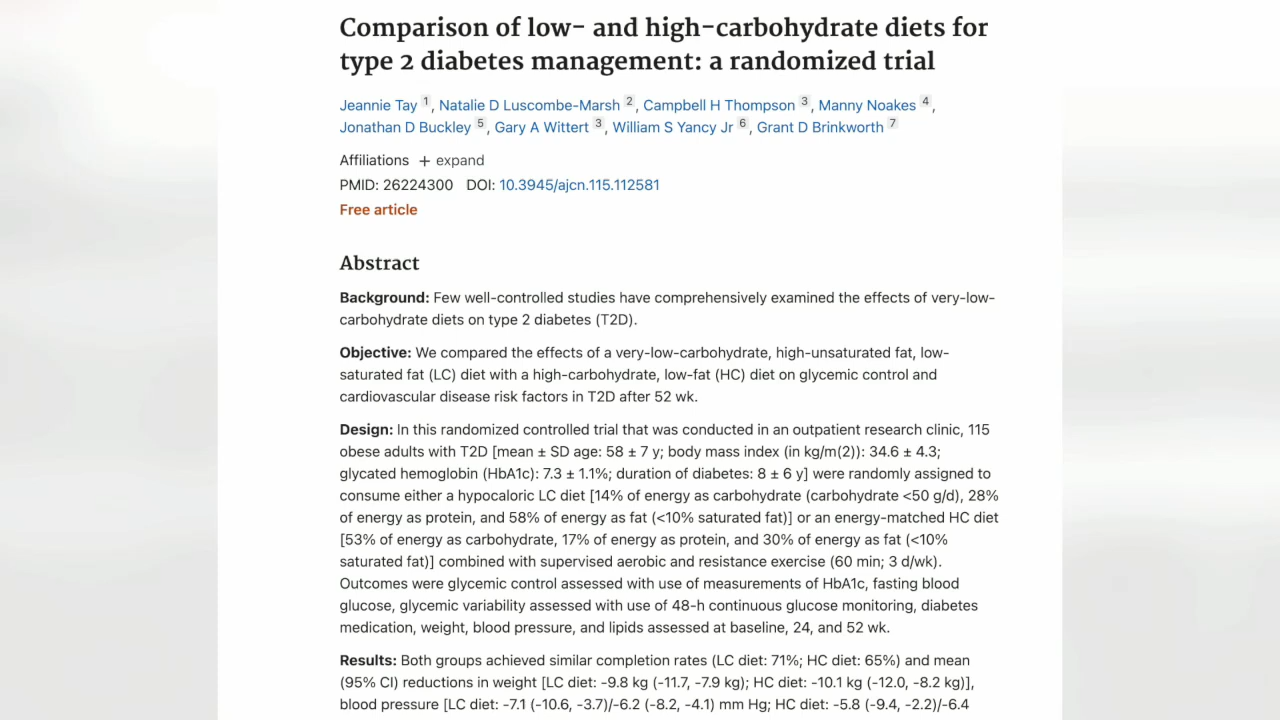 Comparison of low- and high-carbohydrate diets for
type 2 diabetes management: a randomized trial
Jeannie Tay 1, Natalie D Luscombe-Marsh 2, Campbell H Thompson 3, Manny Noakes 4,
Jonathan D Buckley 5, Gary A Wittert 3, William S Yancy Jr 6, Grant D Brinkworth 7
Affiliations + expand
PMID: 26224300 DOI: 10.3945/ajcn.115.112581
Free article
Abstract
Background: Few well-controlled studies have comprehensively examined the effects of very-low-
carbohydrate diets on type 2 diabetes (T2D).
Objective: We compared the effects of a very-low-carbohydrate, high-unsaturated fat, low-
saturated fat (LC) diet with a high-carbohydrate, low-fat (HC) diet on glycemic control and
cardiovascular disease risk factors in T2D after 52 wk.
Design: In this randomized controlled trial that was conducted in an outpatient research clinic, 115
obese adults with T2D [mean ± SD age: 58 ± 7 y; body mass index (in kg/m(2)): 34.6 ± 4.3;
glycated hemoglobin (HbA1c): 7.3 ± 1.1%; duration of diabetes: 8 ± 6 y] were randomly assigned to
consume either a hypocaloric LC diet [14% of energy as carbohydrate (carbohydrate <50 g/d), 28%
of energy as protein, and 58% of energy as fat (<10% saturated fat)] or an energy-matched HC diet
[53% of energy as carbohydrate, 17% of energy as protein, and 30% of energy as fat (<10%
saturated fat)] combined with supervised aerobic and resistance exercise (60 min; 3 d/wk).
Outcomes were glycemic control assessed with use of measurements of HbA1c, fasting blood
glucose, glycemic variability assessed with use of 48-h continuous glucose monitoring, diabetes
medication, weight, blood pressure, and lipids assessed at baseline, 24, and 52 wk.
Results: Both groups achieved similar completion rates (LC diet: 71%; HC diet: 65%) and mean
(95% CI) reductions in weight [LC diet: -9.8 kg (-11.7, -7.9 kg); HC diet: -10.1 kg (-12.0, -8.2 kg)],
blood pressure [LC diet: -7.1 (-10.6, -3.7)/-6.2 (-8.2, -4.1) mm Hg; HC diet: -5.8 (-9.4, -2.2)/-6.4